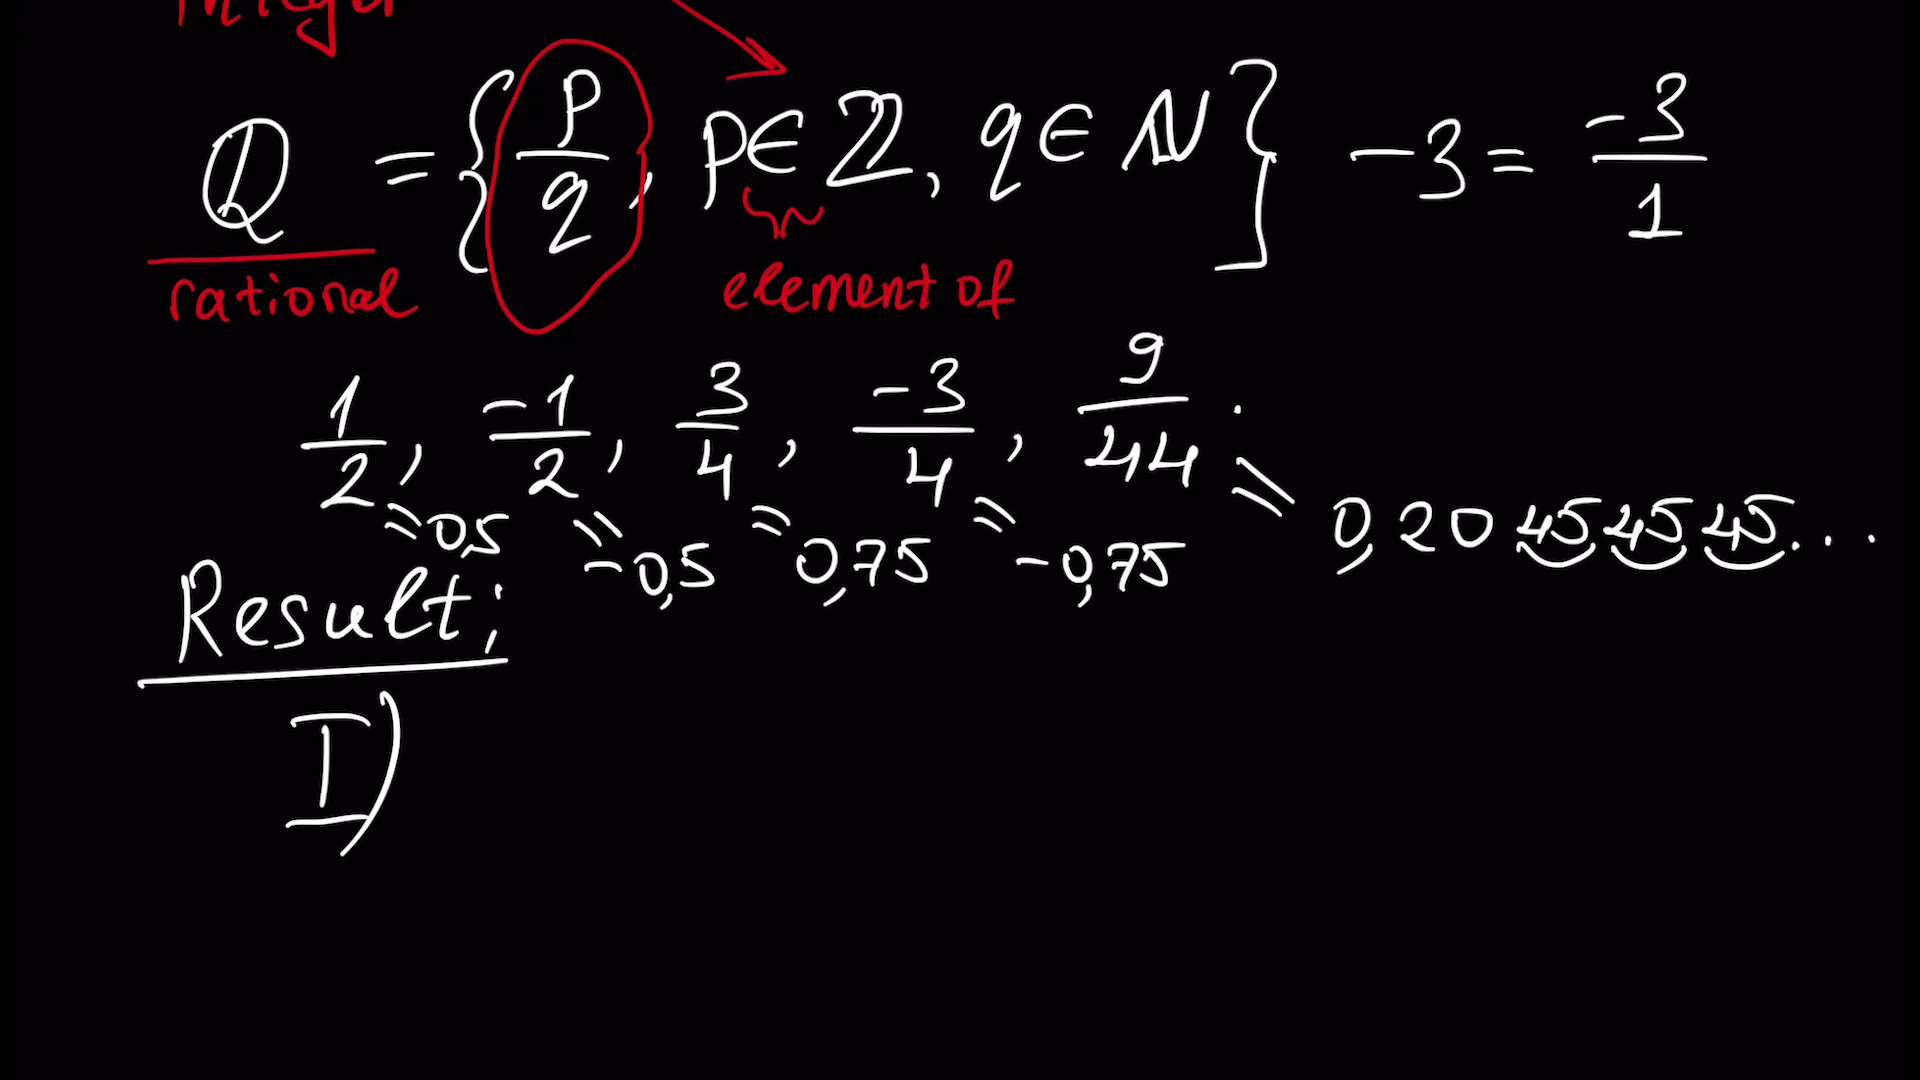 integer
Q = { p/q, p ∈ ℤ, q ∈ ℕ } -3 = -3/1
rational element of
1/2, -1/2, 3/4, -3/4, 9/44.
=0,5 =-0,5 =0,75 =-0,75 =0,20454545...
Result:
I)